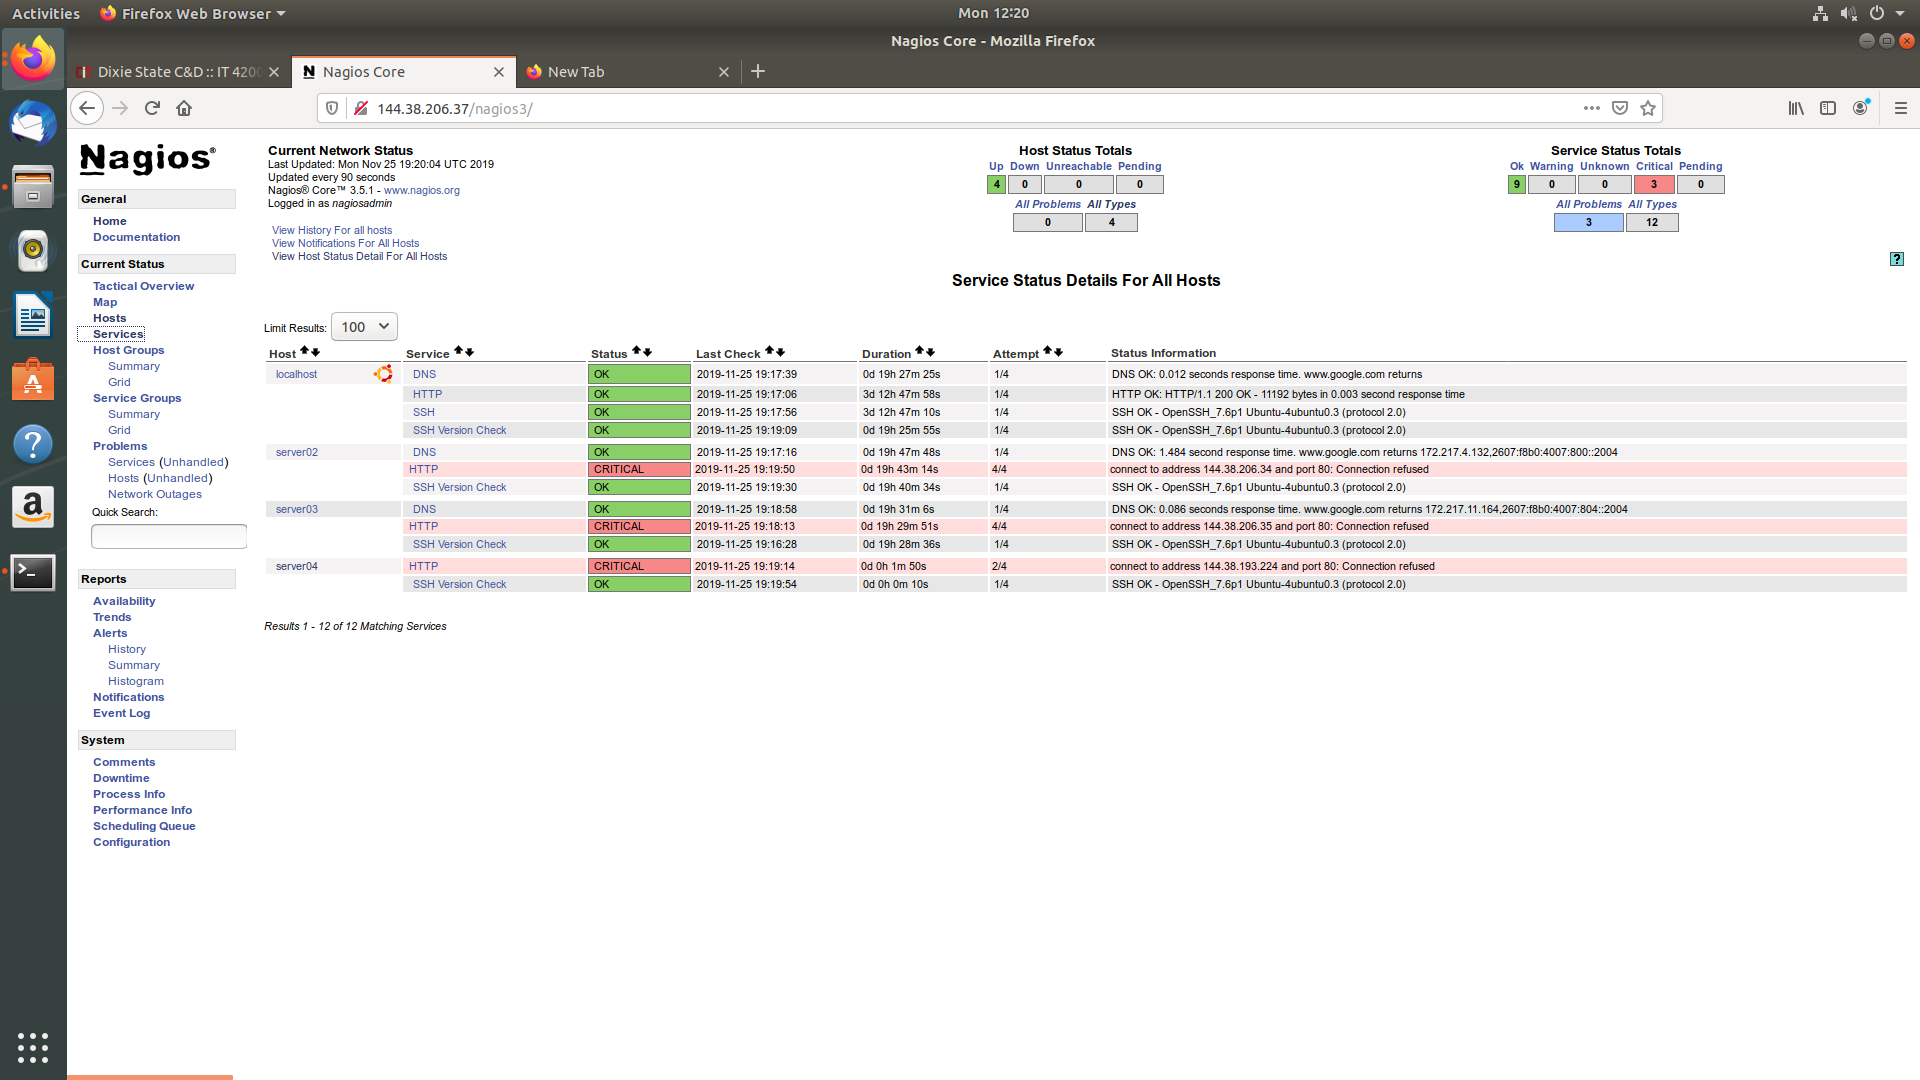 Activities Firefox Web Browser Mon 12:20
Nagios Core - Mozilla Firefox
Dixie State C&D :: IT 4200 Nagios Core New Tab
144.38.206.37/nagios3/
Nagios®
General
Home
Documentation
Current Status
Tactical Overview
Map
Hosts
Services
Host Groups
Summary
Grid
Service Groups
Summary
Grid
Problems
Services (Unhandled)
Hosts (Unhandled)
Network Outages
Quick Search:
Reports
Availability
Trends
Alerts
History
Summary
Histogram
Notifications
Event Log
System
Comments
Downtime
Process Info
Performance Info
Scheduling Queue
Configuration
Current Network Status
Last Updated: Mon Nov 25 19:20:04 UTC 2019
Updated every 90 seconds
Nagios® Core™ 3.5.1 - www.nagios.org
Logged in as nagiosadmin
View History For all hosts
View Notifications For All Hosts
View Host Status Detail For All Hosts
Host Status Totals
Up Down Unreachable Pending
4 0 0 0
All Problems All Types
0 4
Service Status Totals
Ok Warning Unknown Critical Pending
9 0 0 3 0
All Problems All Types
3 12
?
Service Status Details For All Hosts
Limit Results: 100
Host Service Status Last Check Duration Attempt Status Information
localhost DNS OK 2019-11-25 19:17:39 0d 19h 27m 25s 1/4 DNS OK: 0.012 seconds response time. www.google.com returns
HTTP OK 2019-11-25 19:17:06 3d 12h 47m 58s 1/4 HTTP OK: HTTP/1.1 200 OK - 11192 bytes in 0.003 second response time
SSH OK 2019-11-25 19:17:56 3d 12h 47m 10s 1/4 SSH OK - OpenSSH_7.6p1 Ubuntu-4ubuntu0.3 (protocol 2.0)
SSH Version Check OK 2019-11-25 19:19:09 0d 19h 25m 55s 1/4 SSH OK - OpenSSH_7.6p1 Ubuntu-4ubuntu0.3 (protocol 2.0)
server02 DNS OK 2019-11-25 19:17:16 0d 19h 47m 48s 1/4 DNS OK: 1.484 second response time. www.google.com returns 172.217.4.132,2607:f8b0:4007:800::2004
HTTP CRITICAL 2019-11-25 19:19:50 0d 19h 43m 14s 4/4 connect to address 144.38.206.34 and port 80: Connection refused
SSH Version Check OK 2019-11-25 19:19:30 0d 19h 40m 34s 1/4 SSH OK - OpenSSH_7.6p1 Ubuntu-4ubuntu0.3 (protocol 2.0)
server03 DNS OK 2019-11-25 19:18:58 0d 19h 31m 6s 1/4 DNS OK: 0.086 seconds response time. www.google.com returns 172.217.11.164,2607:f8b0:4007:804::2004
HTTP CRITICAL 2019-11-25 19:18:13 0d 19h 29m 51s 4/4 connect to address 144.38.206.35 and port 80: Connection refused
SSH Version Check OK 2019-11-25 19:16:28 0d 19h 28m 36s 1/4 SSH OK - OpenSSH_7.6p1 Ubuntu-4ubuntu0.3 (protocol 2.0)
server04 HTTP CRITICAL 2019-11-25 19:19:14 0d 0h 1m 50s 2/4 connect to address 144.38.193.224 and port 80: Connection refused
SSH Version Check OK 2019-11-25 19:19:54 0d 0h 0m 10s 1/4 SSH OK - OpenSSH_7.6p1 Ubuntu-4ubuntu0.3 (protocol 2.0)
Results 1 - 12 of 12 Matching Services